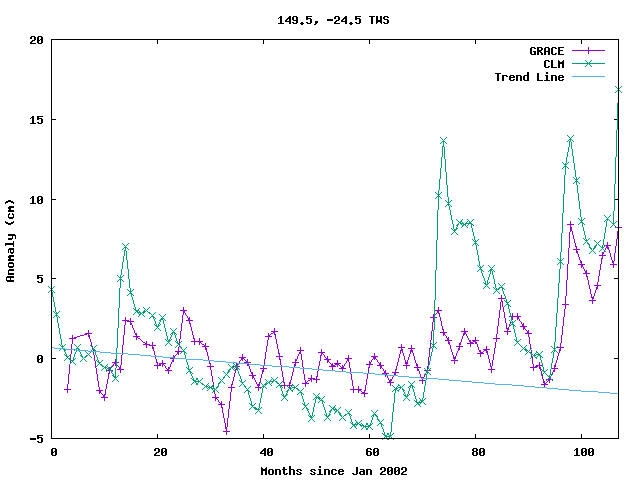 149.5, -24.5 TWS
GRACE
CLM
Trend Line
20
15
10
5
0
-5
Anomaly (cm)
0 20 40 60 80 100
Months since Jan 2002